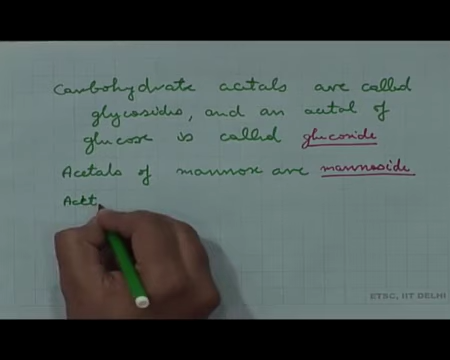 Carbohydrate acetals are called
glycosides, and an acetal of
glucose is called glucoside
Acetals of mannose are mannoside
Acet
ETSC, IIT DELHI